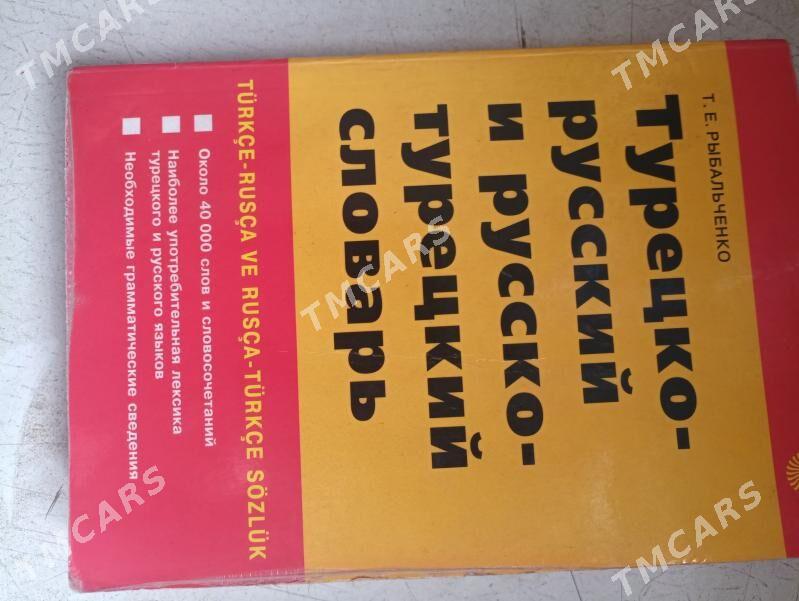 Т. Е. РЫБАЛЬЧЕНКО
Турецко-
русский
и русско-
турецкий
словарь
TÜRKÇE-RUSÇA VE RUSÇA-TÜRKÇE SÖZLÜK
Около 40 000 слов и словосочетаний
Наиболее употребительная лексика
турецкого и русского языков
Необходимые грамматические сведения
TMCARS
TMCARS
TMCARS
TMCARS
TMCARS